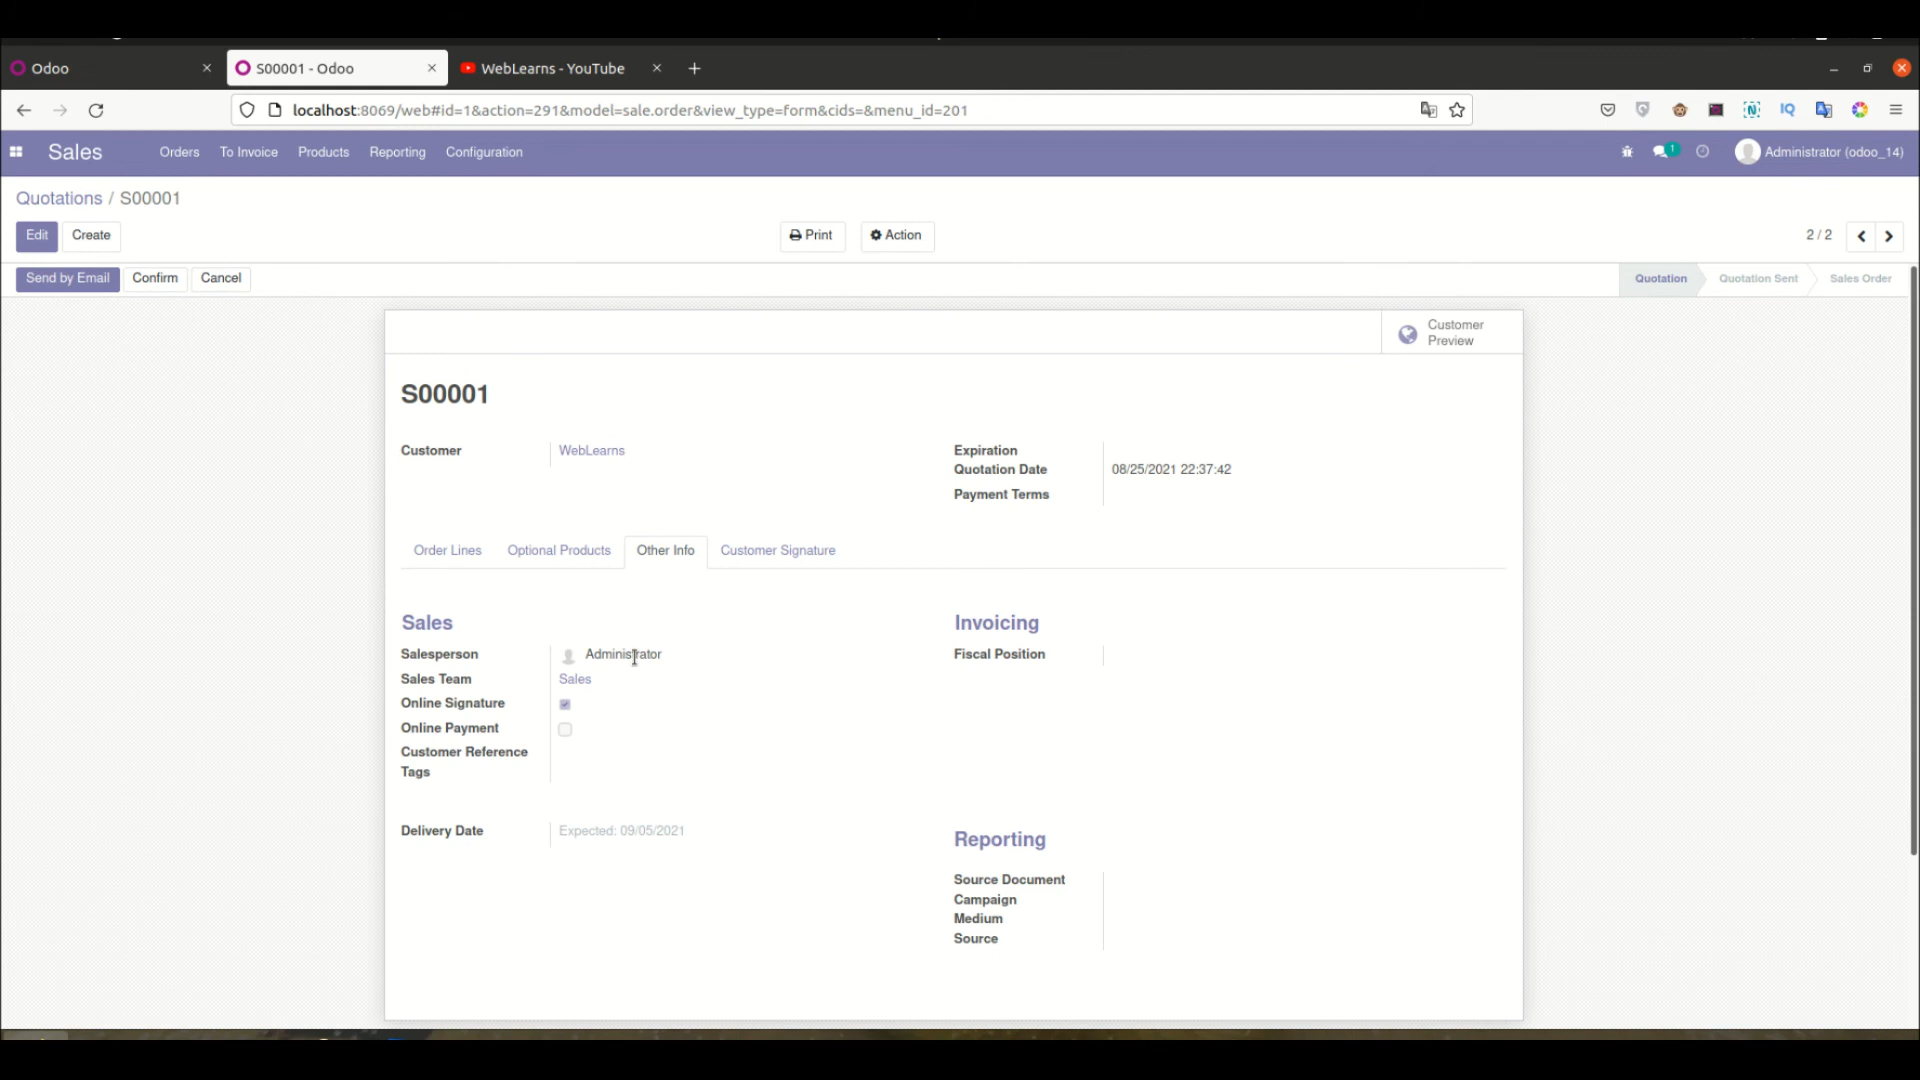 Odoo
S00001 - Odoo
WebLearns - YouTube
localhost:8069/web#id=1&action=291&model=sale.order&view_type=form&cids=&menu_id=201
Sales
Orders
To Invoice
Products
Reporting
Configuration
1
Administrator (odoo_14)
Quotations / S00001
Edit
Create
Print
Action
2 / 2
Send by Email
Confirm
Cancel
Quotation
Quotation Sent
Sales Order
Customer
Preview
S00001
Customer
WebLearns
Expiration
Quotation Date
08/25/2021 22:37:42
Payment Terms
Order Lines
Optional Products
Other Info
Customer Signature
Sales
Salesperson
Administrator
Sales Team
Sales
Online Signature
Online Payment
Customer Reference
Tags
Delivery Date
Expected: 09/05/2021
Invoicing
Fiscal Position
Reporting
Source Document
Campaign
Medium
Source